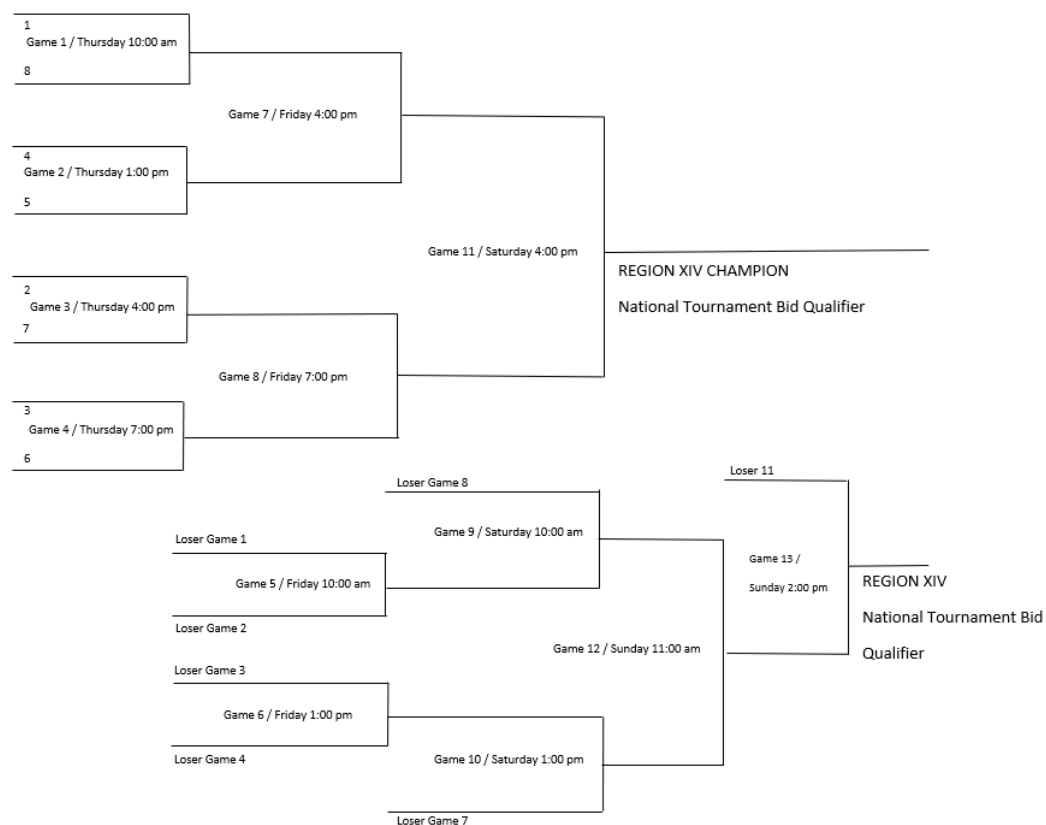 1
Game 1 / Thursday 10:00 am
8
Game 7 / Friday 4:00 pm
4
Game 2 / Thursday 1:00 pm
5
Game 11 / Saturday 4:00 pm
REGION XIV CHAMPION
National Tournament Bid Qualifier
2
Game 3 / Thursday 4:00 pm
7
Game 8 / Friday 7:00 pm
3
Game 4 / Thursday 7:00 pm
6
Loser Game 8
Loser 11
Game 9 / Saturday 10:00 am
Loser Game 1
Game 5 / Friday 10:00 am
Loser Game 2
Game 13 /
Sunday 2:00 pm
REGION XIV
National Tournament Bid
Qualifier
Game 12 / Sunday 11:00 am
Loser Game 3
Game 6 / Friday 1:00 pm
Loser Game 4
Game 10 / Saturday 1:00 pm
Loser Game 7